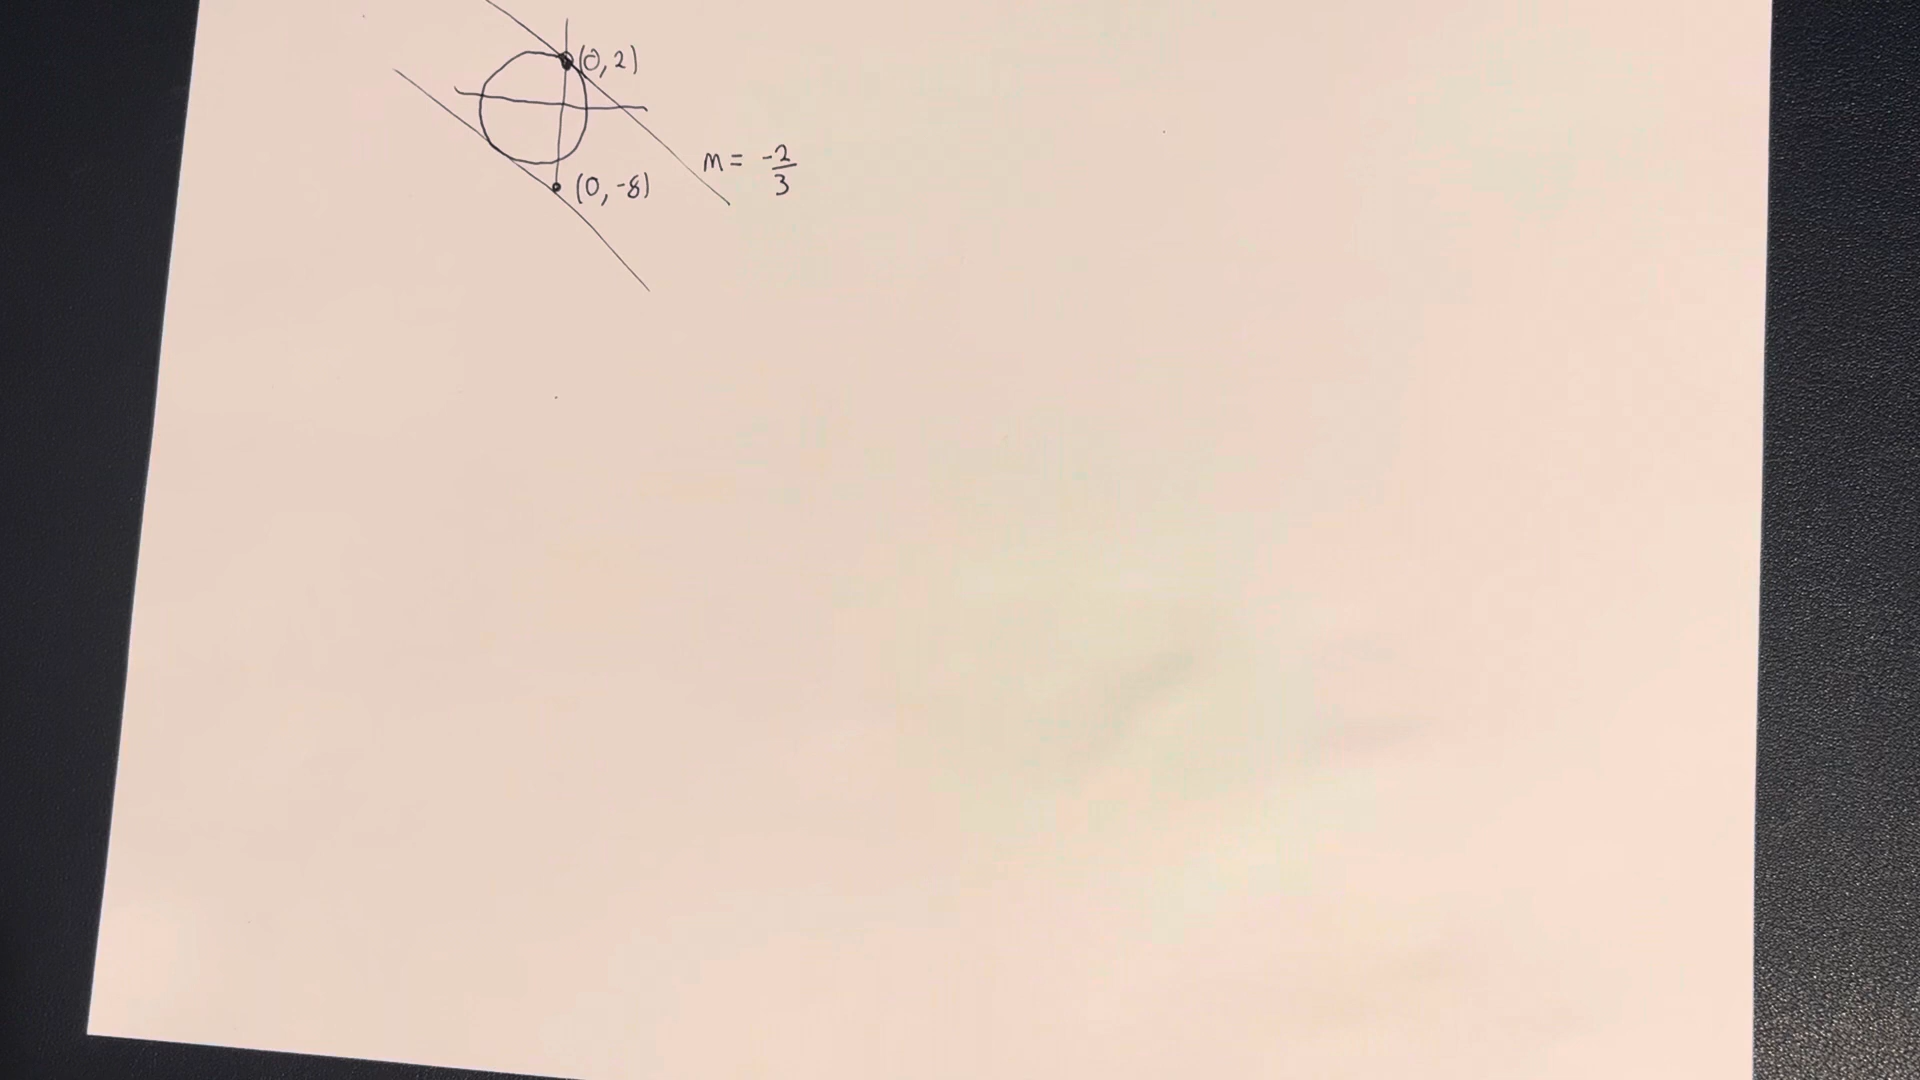 (0, 2)
m = -2/3
(0, -8)